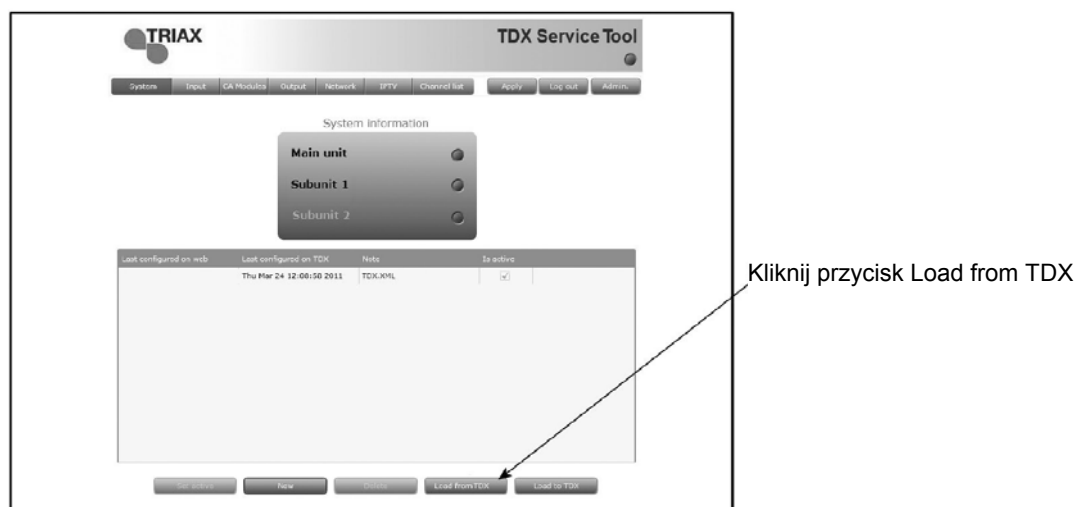 TRIAX
TDX Service Tool
System Input CA Modules Output Network IPTV Channel list Apply Log out Admin.
System information
Main unit
Subunit 1
Subunit 2
Last configured on web Last configured on TDX Note Is active
Thu Mar 24 12:08:58 2011 TDX.XML
Kliknij przycisk Load from TDX
Set active New Delete Load from TDX Load to TDX